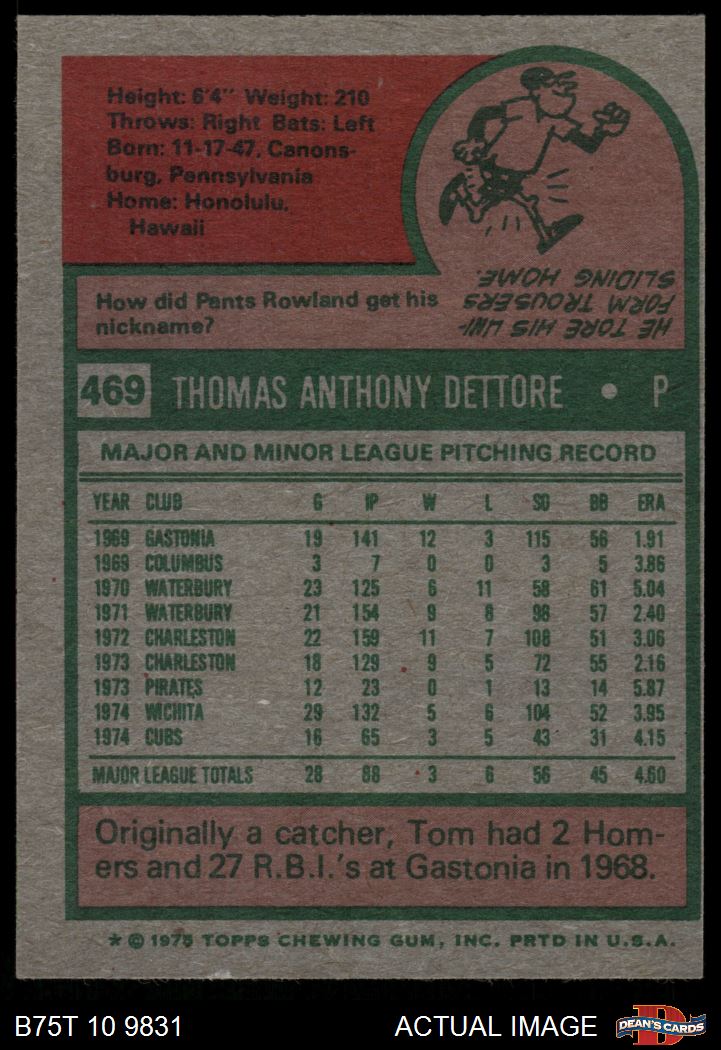 Height: 6'4" Weight: 210
Throws: Right Bats: Left
Born: 11-17-47, Canons-
burg, Pennsylvania
Home: Honolulu,
Hawaii
How did Pants Rowland get his
nickname?
HE TORE HIS UNI-
FORM TROUSERS
SLIDING HOME.
469 THOMAS ANTHONY DETTORE • P
MAJOR AND MINOR LEAGUE PITCHING RECORD
YEAR CLUB G IP W L SO BB ERA
1969 GASTONIA 19 141 12 3 115 56 1.91
1969 COLUMBUS 3 7 0 0 3 5 3.86
1970 WATERBURY 23 125 6 11 58 61 5.04
1971 WATERBURY 21 154 9 8 96 57 2.40
1972 CHARLESTON 22 159 11 7 106 51 3.06
1973 CHARLESTON 18 129 9 5 72 55 2.16
1973 PIRATES 12 23 0 1 13 14 5.87
1974 WICHITA 29 132 5 6 104 52 3.95
1974 CUBS 16 65 3 5 43 31 4.15
MAJOR LEAGUE TOTALS 28 88 3 6 56 45 4.60
Originally a catcher, Tom had 2 Hom-
ers and 27 R.B.I.'s at Gastonia in 1968.
* © 1975 TOPPS CHEWING GUM, INC. PRTD IN U.S.A.
B75T 10 9831 ACTUAL IMAGE DEAN'S CARDS